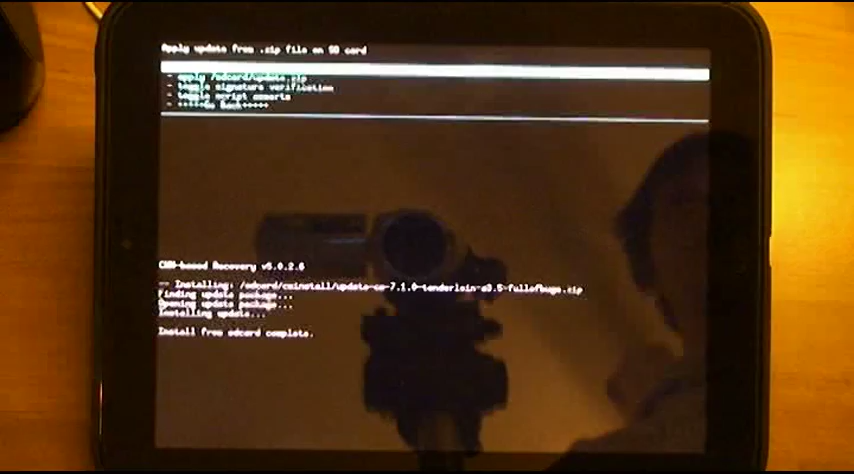 Apply update from .zip file on SD card
- apply /sdcard/update.zip
- toggle signature verification
- toggle script asserts
- +++++Go Back+++++
CWM-based Recovery v5.0.2.6
-- Installing: /sdcard/cminstall/update-cm-7.1.0-tenderloin-a3.5-fullofbugs.zip
Finding update package...
Opening update package...
Installing update...
Install from sdcard complete.